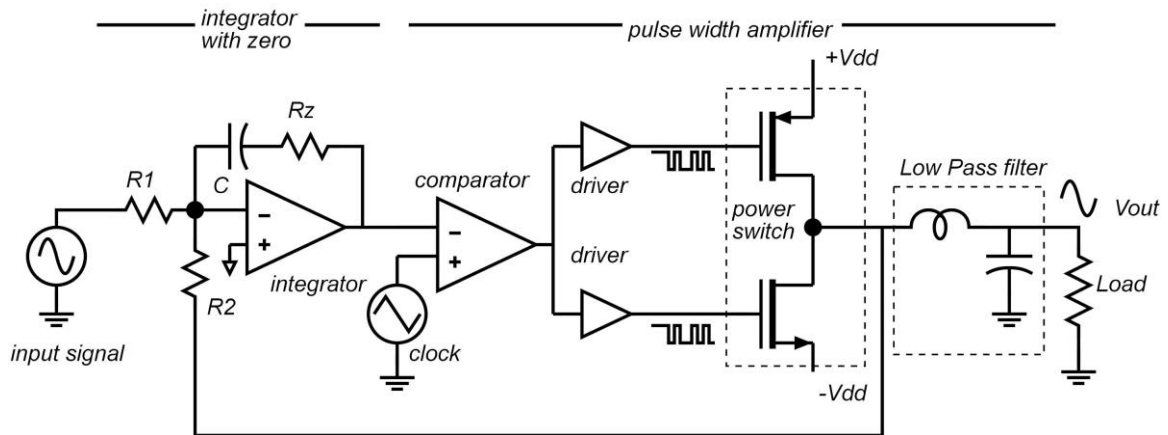 integrator
with zero
pulse width amplifier
+Vdd
Rz
C
R1
comparator
driver
Low Pass filter
Vout
power
switch
driver
R2
integrator
Load
input signal
clock
-Vdd